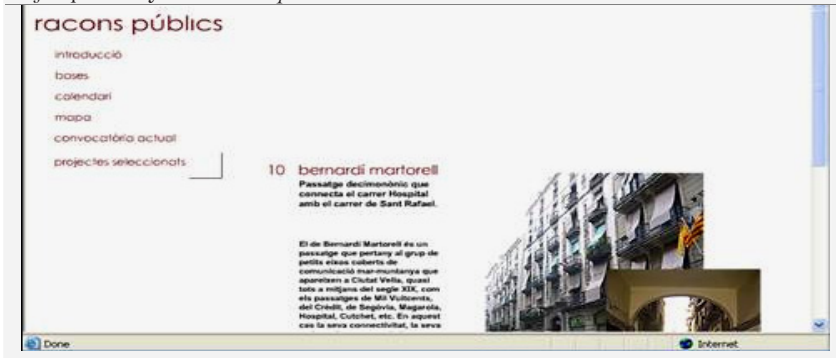 racons públics
introducció
bases
calendari
mapa
convocatòria actual
projectes seleccionats
10 bernardí martorell
Passatge decimonònic que
connecta el carrer Hospital
amb el carrer de Sant Rafael.
El de Bernardí Martorell és un
passatge que pertany al grup de
petits eixos coberts de
comunicació mar-muntanya que
apareixen a Ciutat Vella, quasi
tots a mitjans del segle XIX, com
els passatges de Mil Vuitcents,
del Crèdit, de Segòvia, Magarola,
Hospital, Cutchet, etc. En aquest
cas la seva connectivitat, la seva
Done
Internet